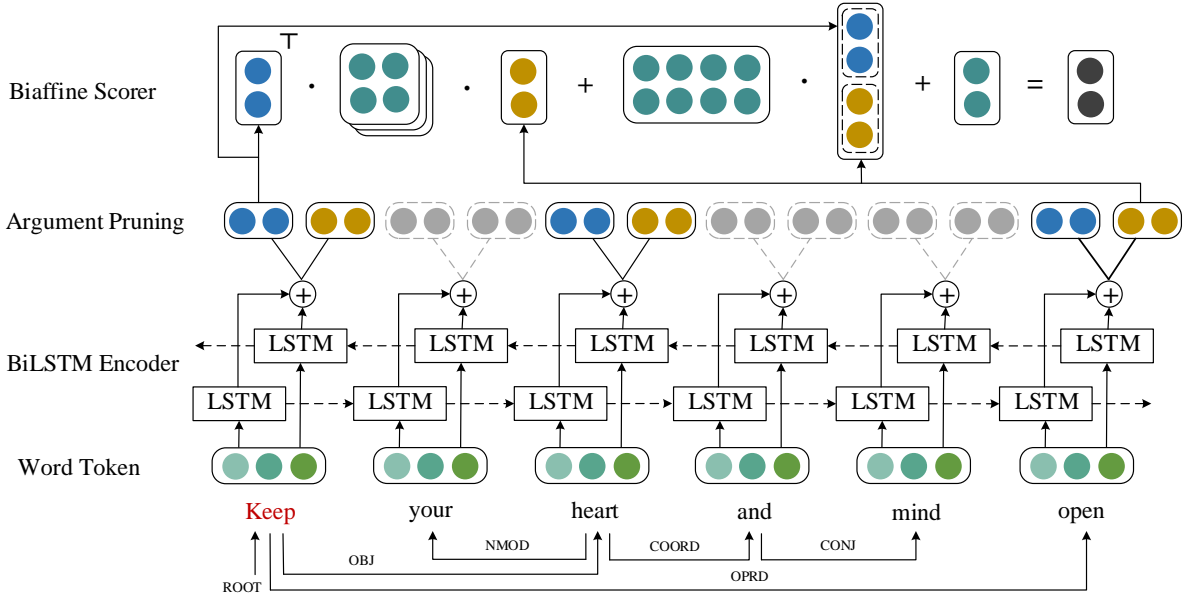 ⊤
Biaffine Scorer · · + · + =
Argument Pruning
+ + + + + +
LSTM LSTM LSTM LSTM LSTM LSTM
BiLSTM Encoder
LSTM LSTM LSTM LSTM LSTM LSTM
Word Token
Keep your heart and mind open
NMOD COORD CONJ
OBJ
ROOT OPRD